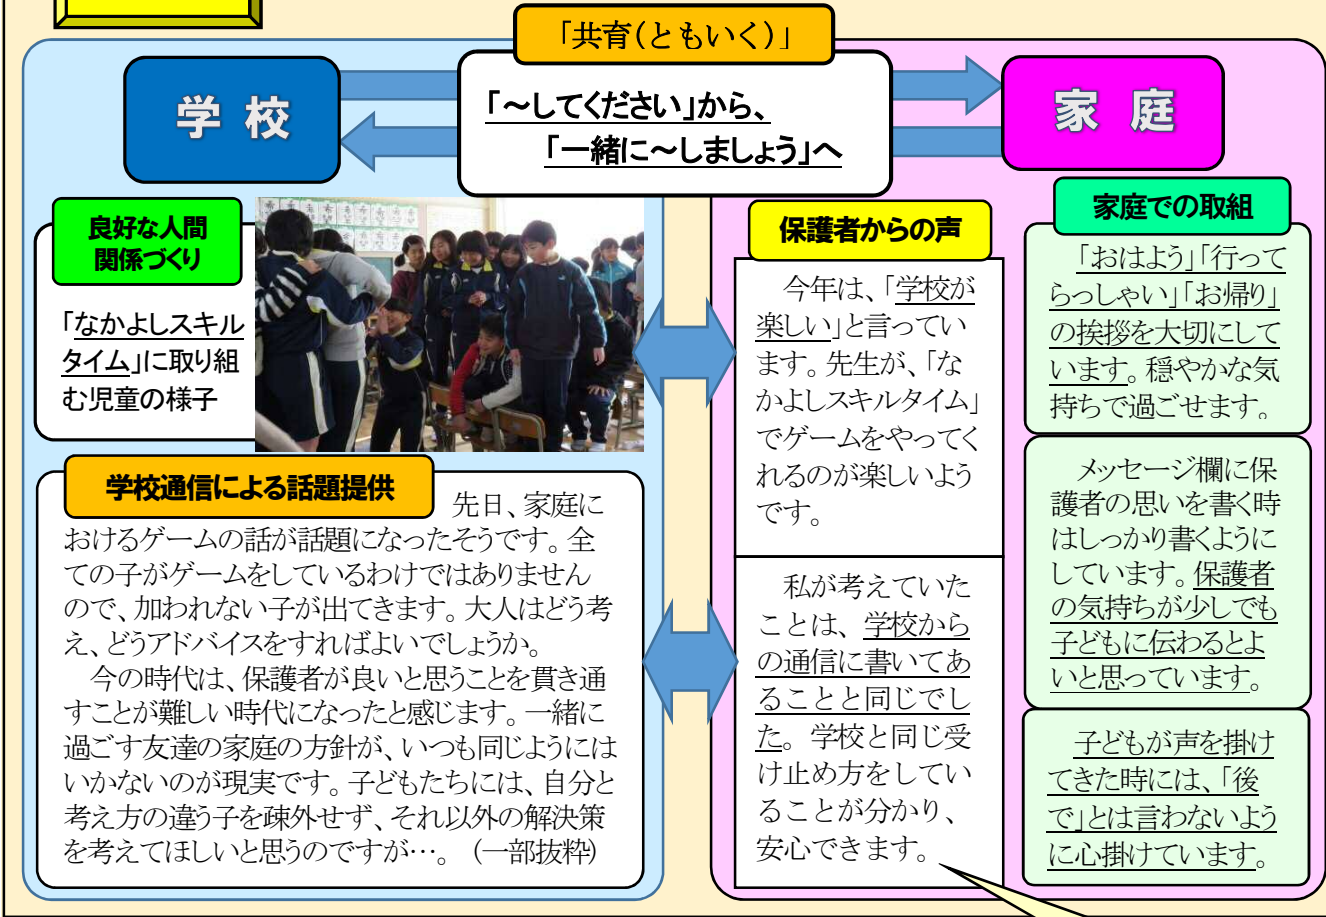 「共育(ともいく)」
学 校
「～してください」から、
「一緒に～しましょう」へ
家 庭
良好な人間
関係づくり
「なかよしスキル
タイム」に取り組
む児童の様子
学校通信による話題提供
先日、家庭に
おけるゲームの話が話題になったそうです。全
ての子がゲームをしているわけではありません
ので、加われない子が出てきます。大人はどう考
え、どうアドバイスをすればよいでしょうか。
今の時代は、保護者が良いと思うことを貫き通
すことが難しい時代になったと感じます。一緒に
過ごす友達の家庭の方針が、いつも同じようには
いかないのが現実です。子どもたちには、自分と
考え方の違う子を疎外せず、それ以外の解決策
を考えてほしいと思うのですが…。 (一部抜粋)
保護者からの声
今年は、「学校が
楽しい」と言ってい
ます。先生が、「な
かよしスキルタイム」
でゲームをやってく
れるのが楽しいよう
です。
私が考えていた
ことは、学校から
の通信に書いてあ
ることと同じでし
た。学校と同じ受
け止め方をしてい
ることが分かり、
安心できます。
家庭での取組
「おはよう」「行って
らっしゃい」「お帰り」
の挨拶を大切にして
います。穏やかな気
持ちで過ごせます。
メッセージ欄に保
護者の思いを書く時
はしっかり書くように
しています。保護者
の気持ちが少しでも
子どもに伝わるとよ
いと思っています。
子どもが声を掛け
てきた時には、「後
で」とは言わないよう
に心掛けています。